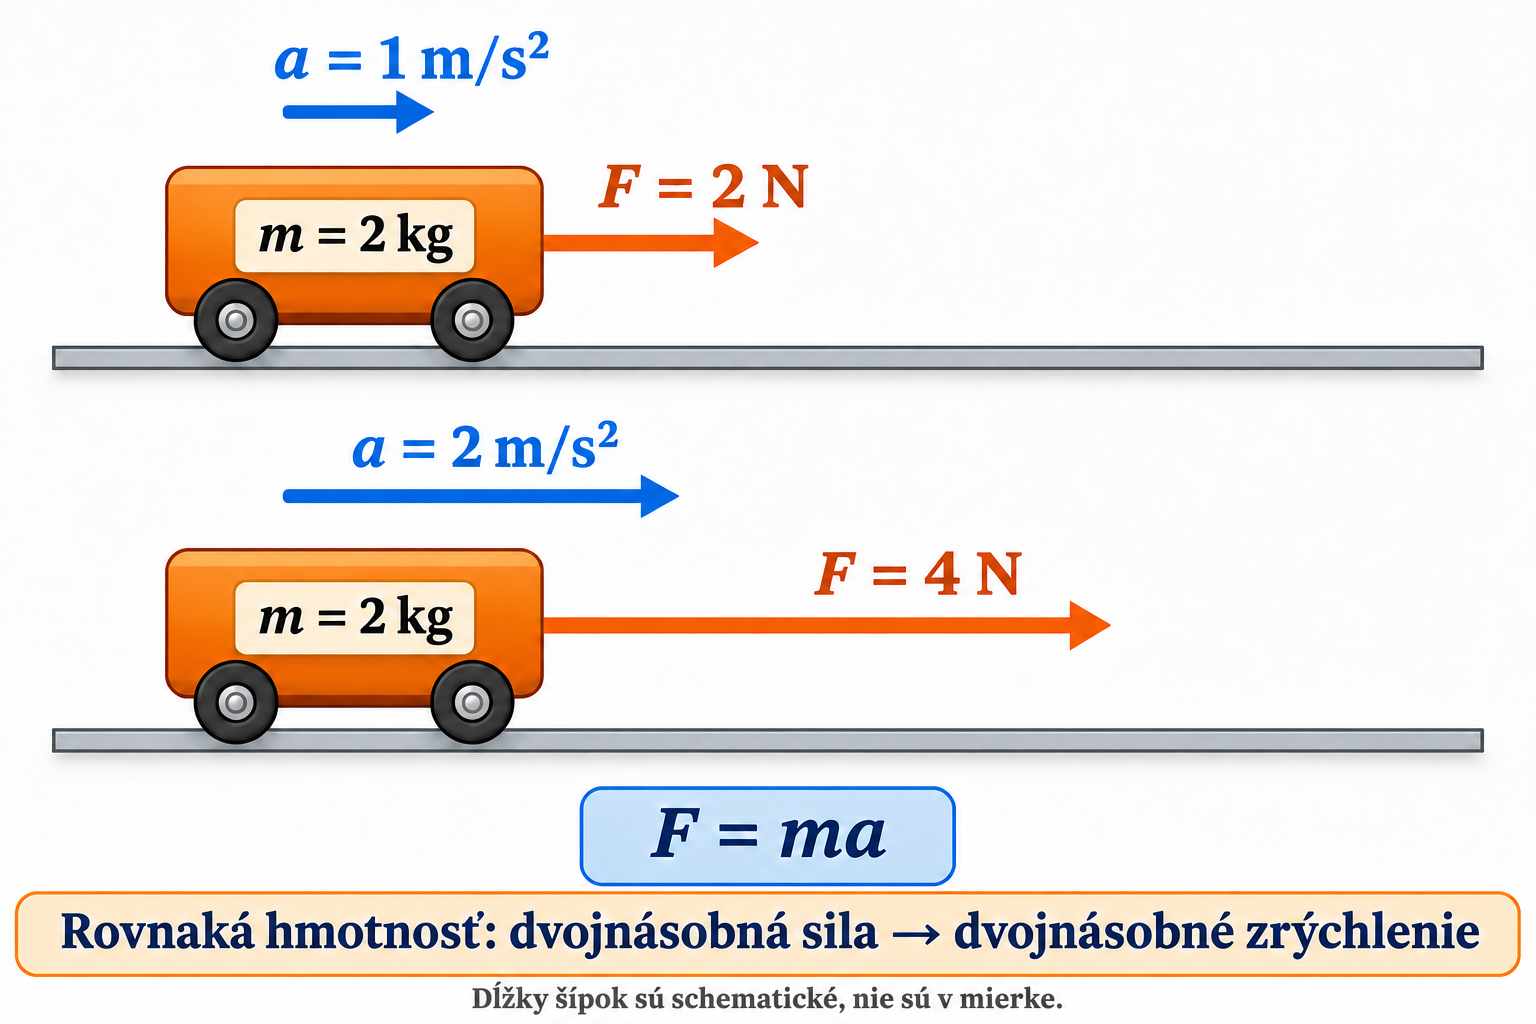 a = 1 m/s²
F = 2 N
m = 2 kg
a = 2 m/s²
F = 4 N
m = 2 kg
F = ma
Rovnaká hmotnosť: dvojnásobná sila → dvojnásobné zrýchlenie
Dĺžky šípok sú schematické, nie sú v mierke.